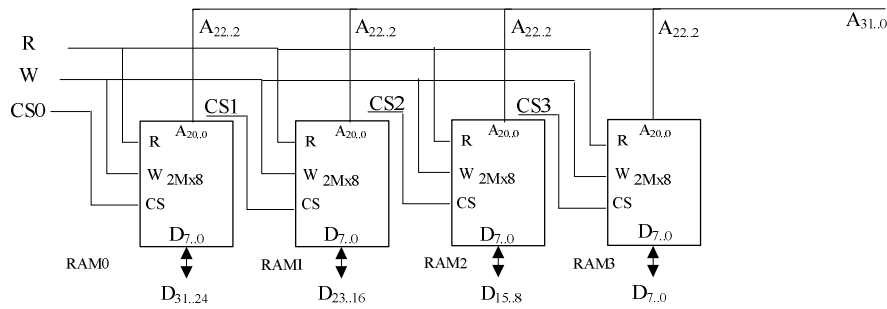 A22..2 A22..2 A22..2 A22..2 A31..0
R
W
CS0 CS1 CS2 CS3
A20..0 A20..0 A20..0 A20..0
R R R R
W 2Mx8 W 2Mx8 W 2Mx8 W 2Mx8
CS CS CS CS
D7..0 D7..0 D7..0 D7..0
RAM0 RAM1 RAM2 RAM3
D31..24 D23..16 D15..8 D7..0